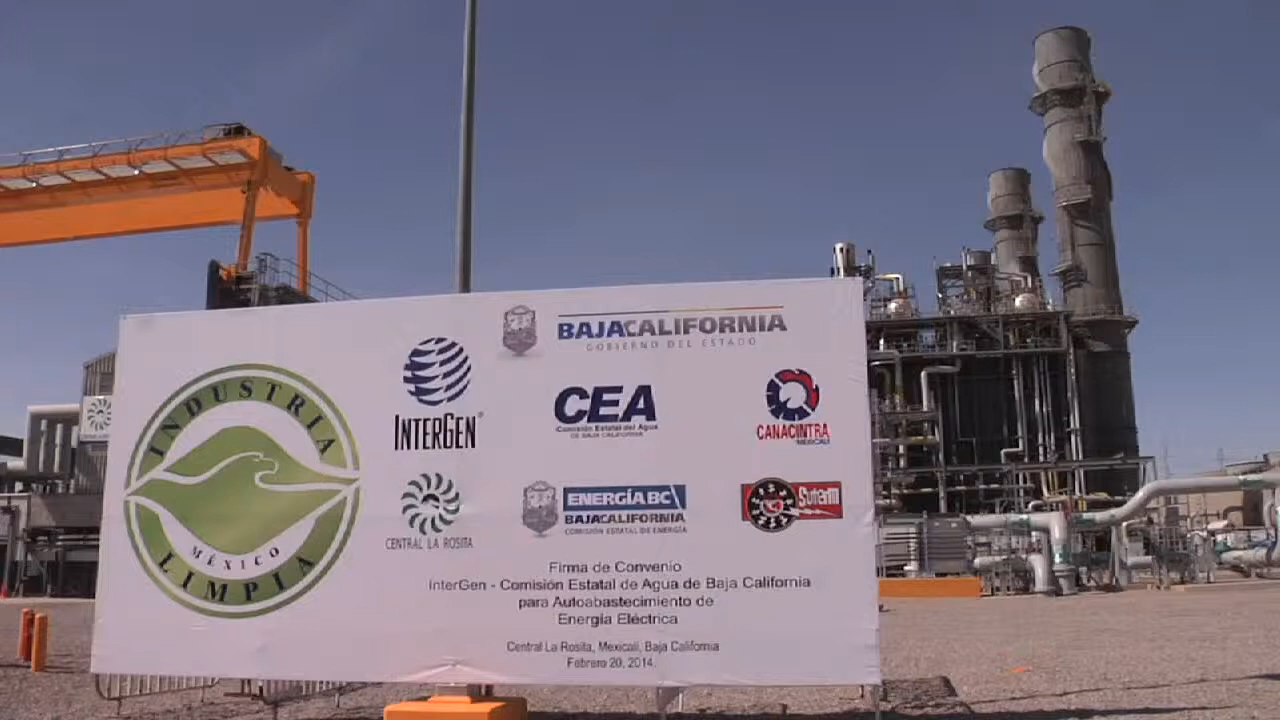 INDUSTRIA
MÉXICO
LIMPIA
BAJACALIFORNIA
GOBIERNO DEL ESTADO
INTERGEN
CEA
Comisión Estatal del Agua
DE BAJA CALIFORNIA
CANACINTRA
MEXICALI
CENTRAL LA ROSITA
ENERGÍA BC
BAJACALIFORNIA
COMISIÓN ESTATAL DE ENERGÍA
Suterm
Firma de Convenio
InterGen - Comisión Estatal de Agua de Baja California
para Autoabastecimiento de
Energía Eléctrica
Central La Rosita, Mexicali, Baja California
Febrero 20, 2014.